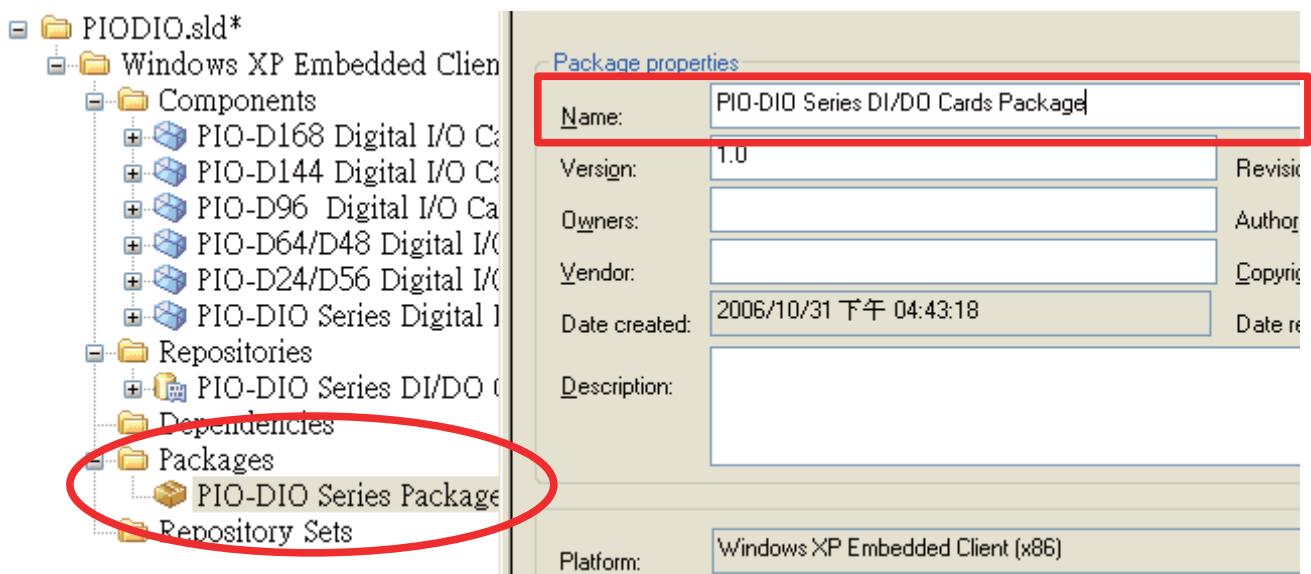 PIODIO.sld*
Windows XP Embedded Clien
Components
PIO-D168 Digital I/O Ca
PIO-D144 Digital I/O Ca
PIO-D96  Digital I/O Ca
PIO-D64/D48 Digital I/O
PIO-D24/D56 Digital I/O
PIO-DIO Series Digital I
Repositories
PIO-DIO Series DI/DO C
Dependencies
Packages
PIO-DIO Series Package
Repository Sets
Package properties
Name: PIO-DIO Series DI/DO Cards Package
Version: 1.0 Revisio
Owners: Author
Vendor: Copyrig
Date created: 2006/10/31 下午 04:43:18 Date re
Description:
Platform: Windows XP Embedded Client (x86)